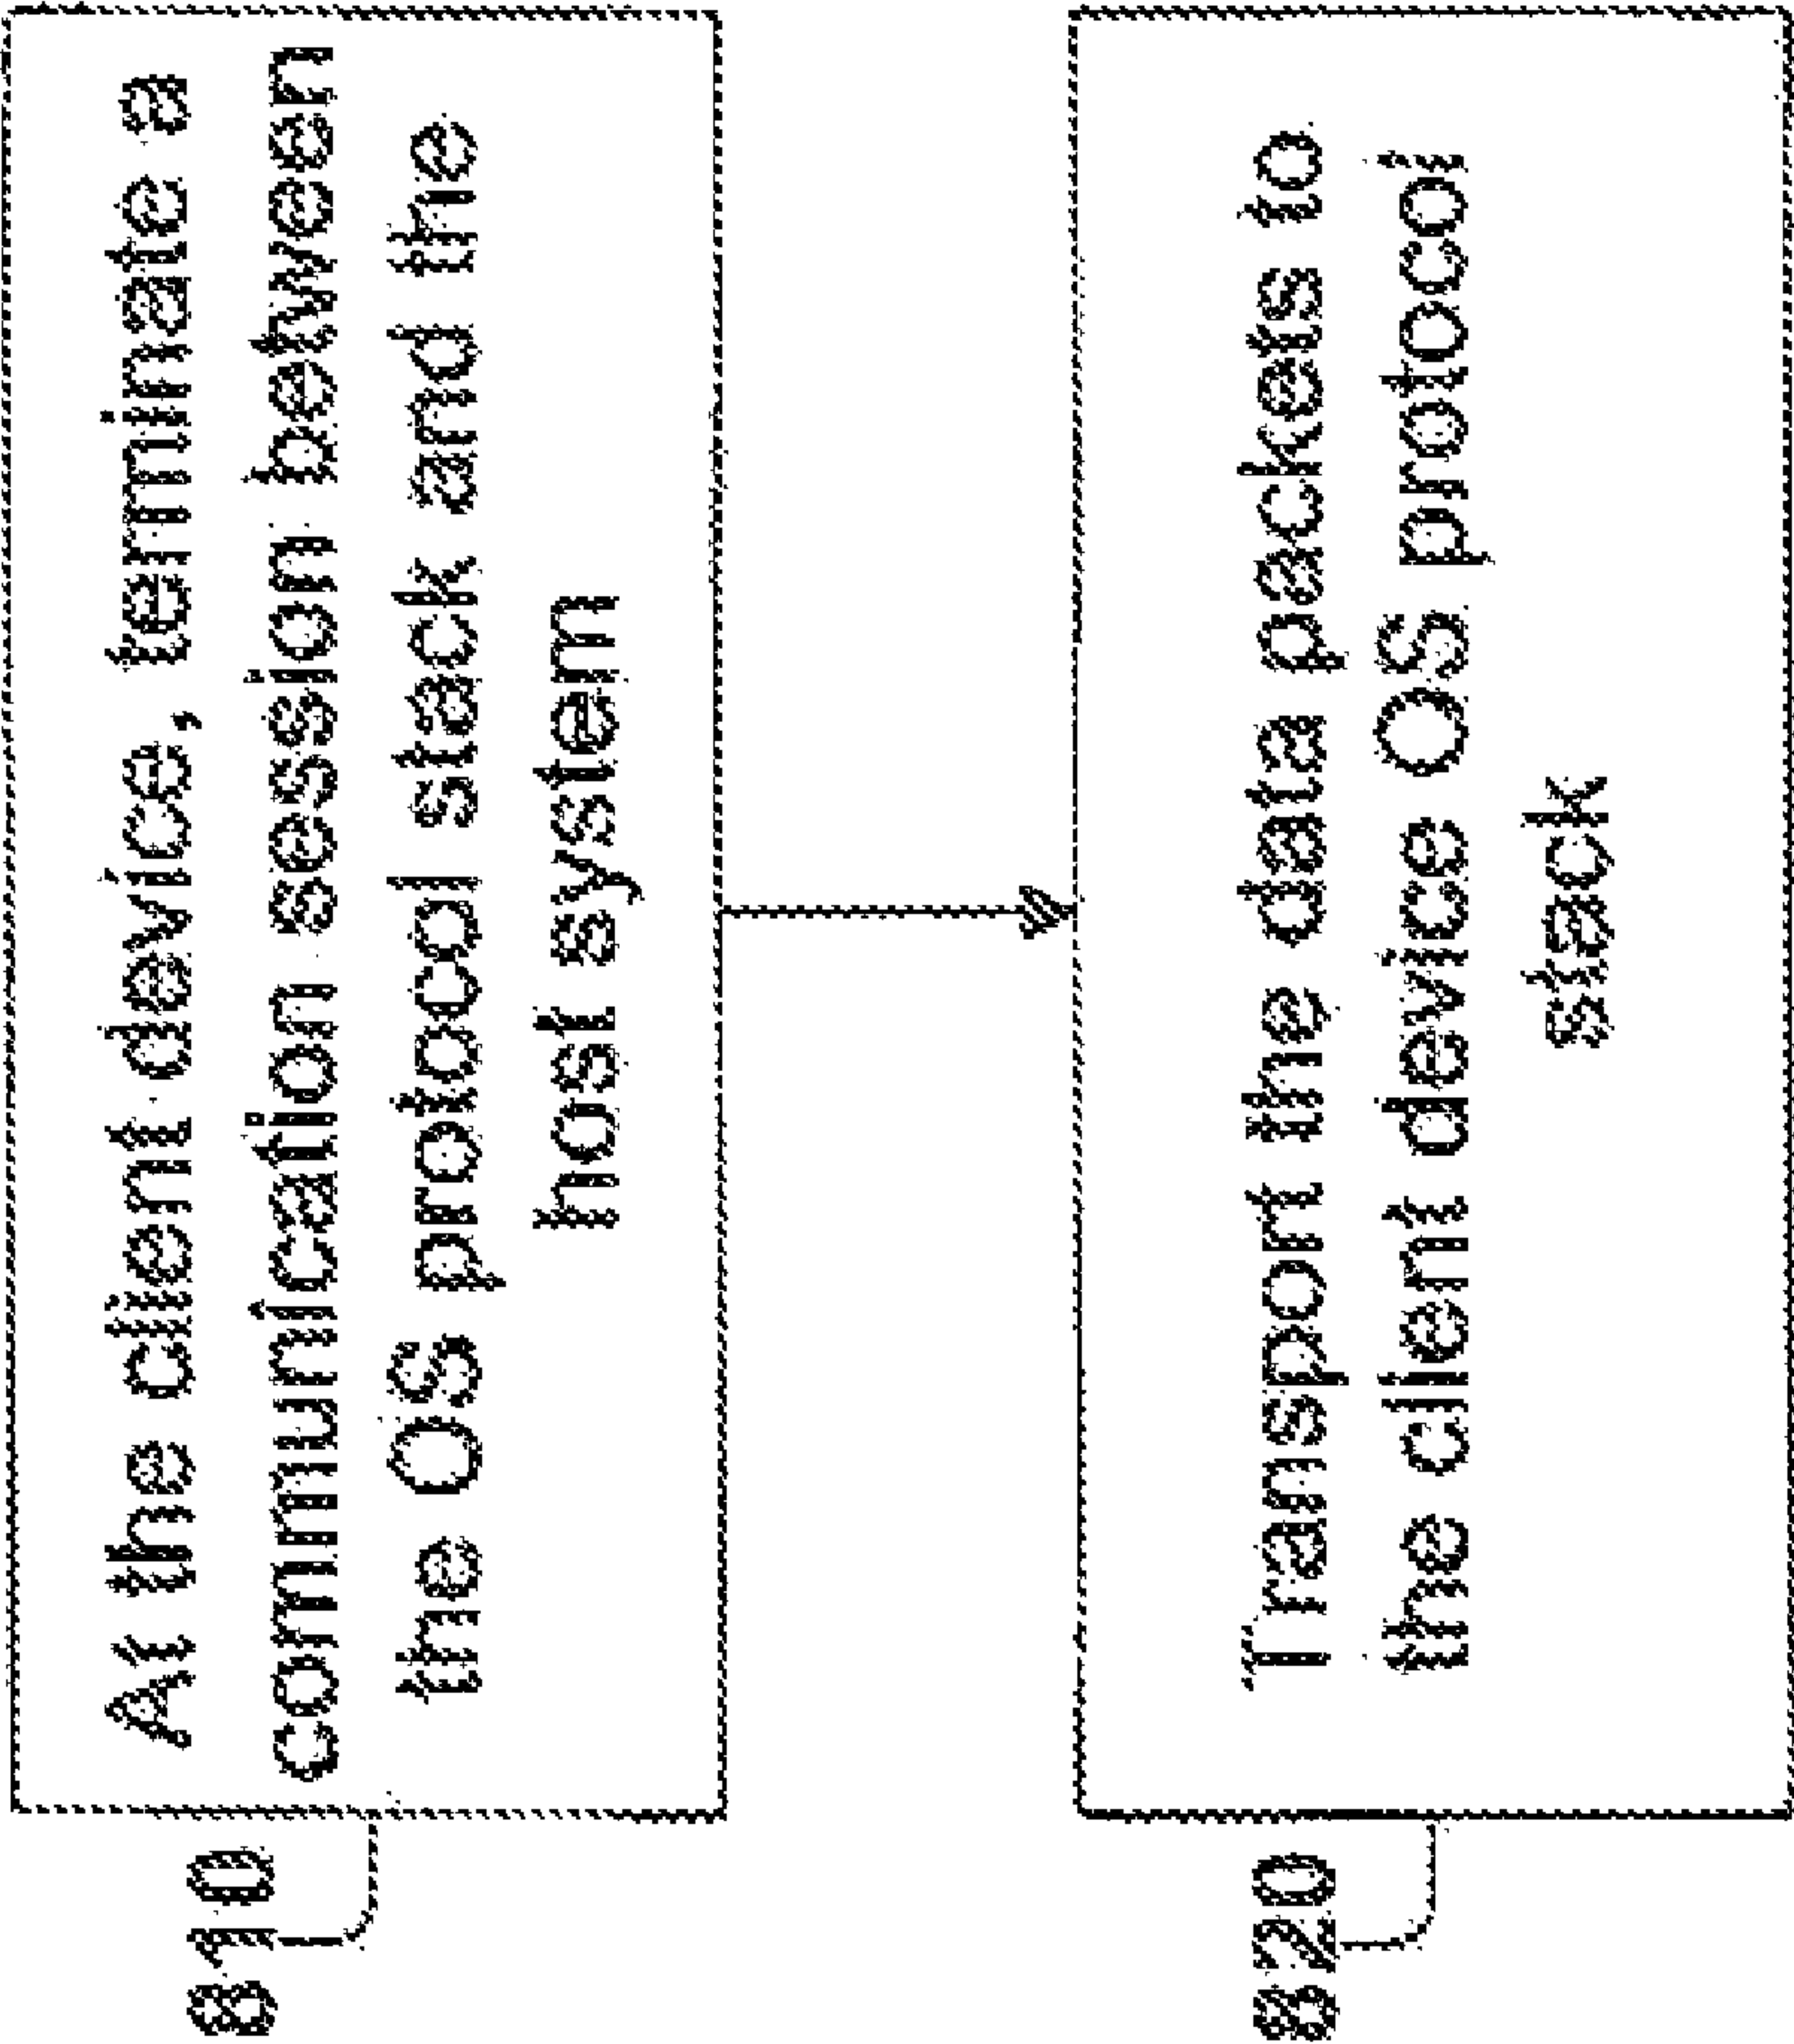 810
At the client device, terminate a
communication session between
the OS protocol stack and the
host system
820
Transport the data packets to
the client device OS protocol
stack